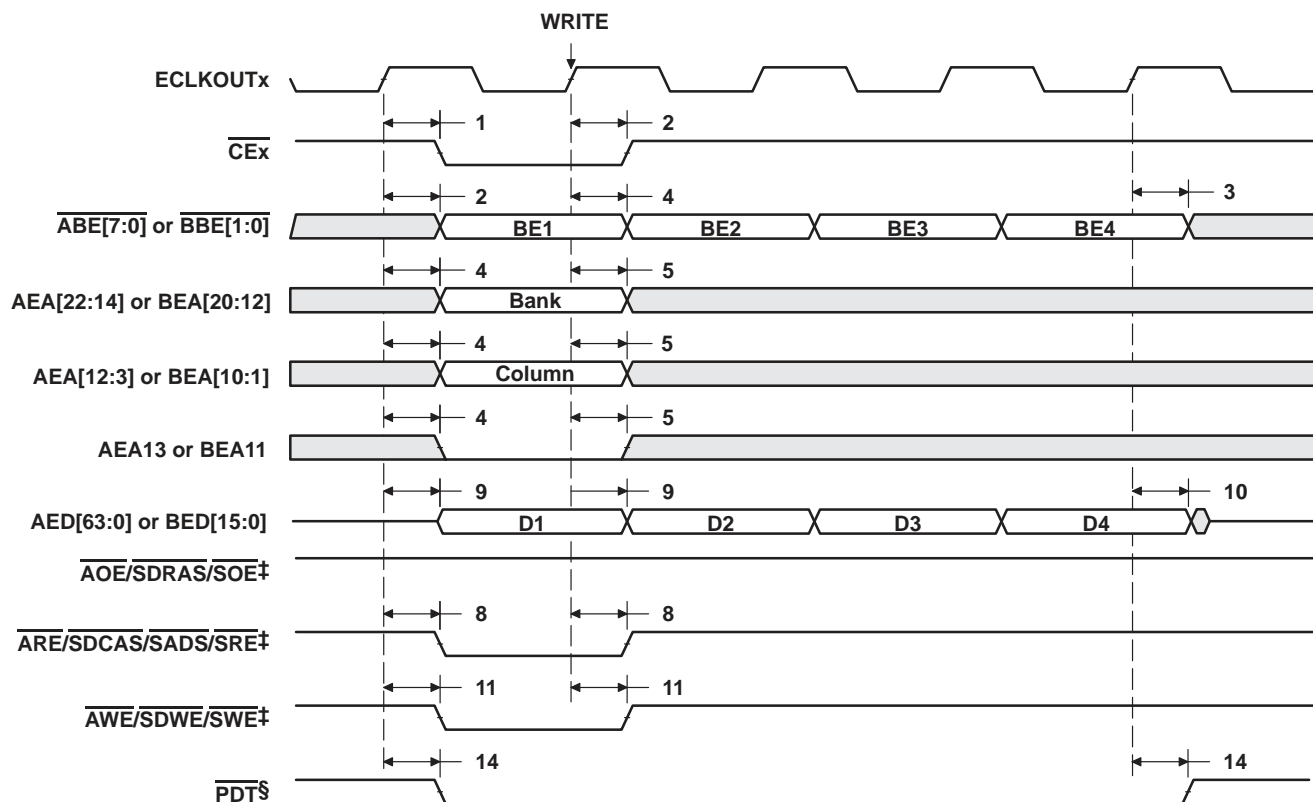 WRITE
ECLKOUTx
1 2
CEx
2 4 3
ABE[7:0] or BBE[1:0] BE1 BE2 BE3 BE4
4 5
AEA[22:14] or BEA[20:12] Bank
4 5
AEA[12:3] or BEA[10:1] Column
4 5
AEA13 or BEA11
9 9 10
AED[63:0] or BED[15:0] D1 D2 D3 D4
AOE/SDRAS/SOE‡
8 8
ARE/SDCAS/SADS/SRE‡
11 11
AWE/SDWE/SWE‡
14 14
PDT§